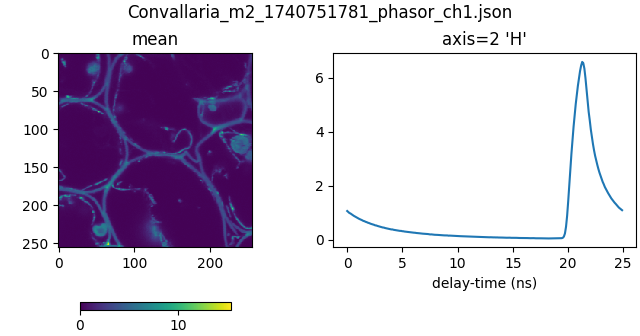 Convallaria_m2_1740751781_phasor_ch1.json
mean
axis=2 'H'
0
50
100
150
200
250
0 100 200
0 10
6
4
2
0
0 5 10 15 20 25
delay-time (ns)